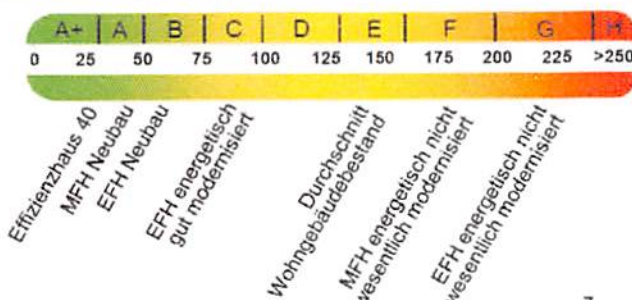 A+ A B C D E F G H
0 25 50 75 100 125 150 175 200 225 >250
Effizienzhaus 40
MFH Neubau
EFH Neubau
EFH energetisch
gut modernisiert
Durchschnitt
Wohngebäudebestand
MFH energetisch nicht
wesentlich modernisiert
EFH energetisch nicht
wesentlich modernisiert